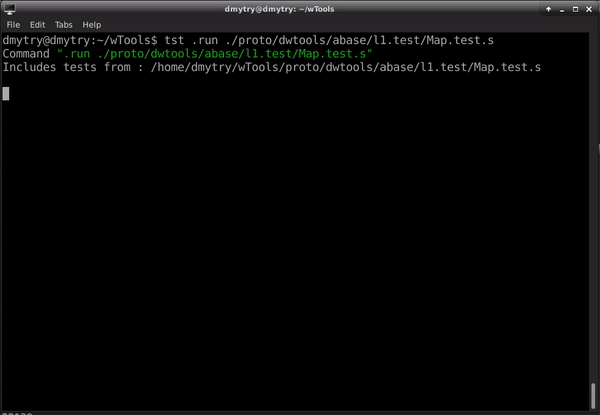 dmytry@dmytry: ~/wTools
File Edit Tabs Help
dmytry@dmytry:~/wTools$ tst .run ./proto/dwtools/abase/l1.test/Map.test.s
Command ".run ./proto/dwtools/abase/l1.test/Map.test.s"
Includes tests from : /home/dmytry/wTools/proto/dwtools/abase/l1.test/Map.test.s